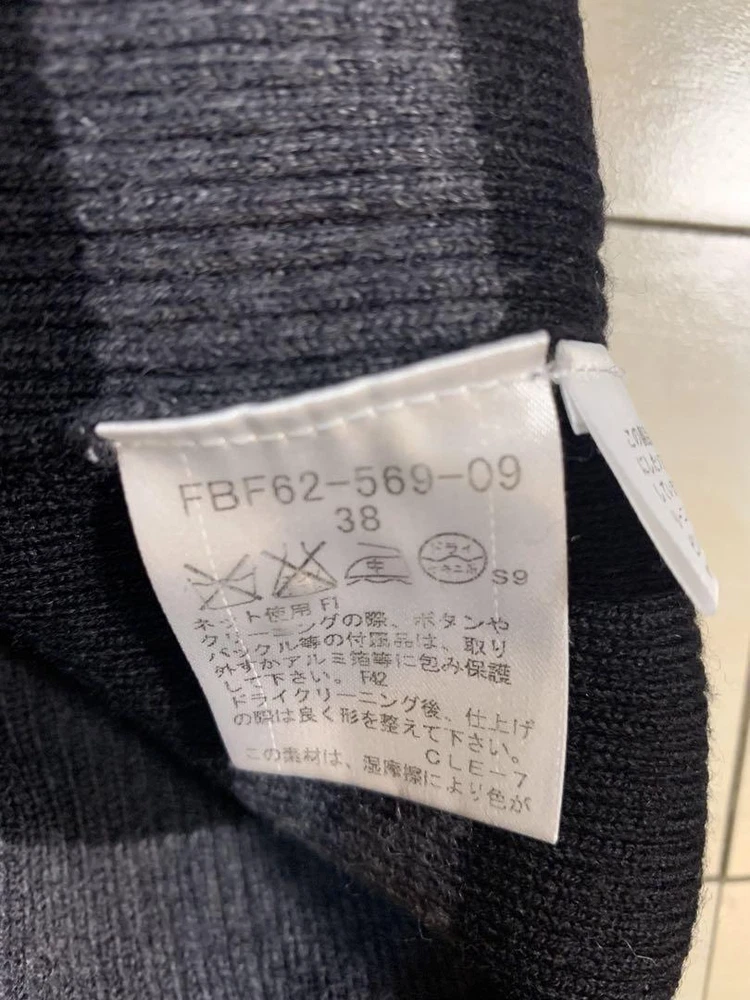 FBF62-569-09
38
中
ドライ
セキユ系
S9
ネット使用 F1
クリーニングの際、ボタンや
バックル等の付属品は、取り
外すかアルミ箔等に包み保護
して下さい。 F42
ドライクリーニング後、仕上げ
の際は良く形を整えて下さい。
CLE-7
この素材は、湿摩擦により色が